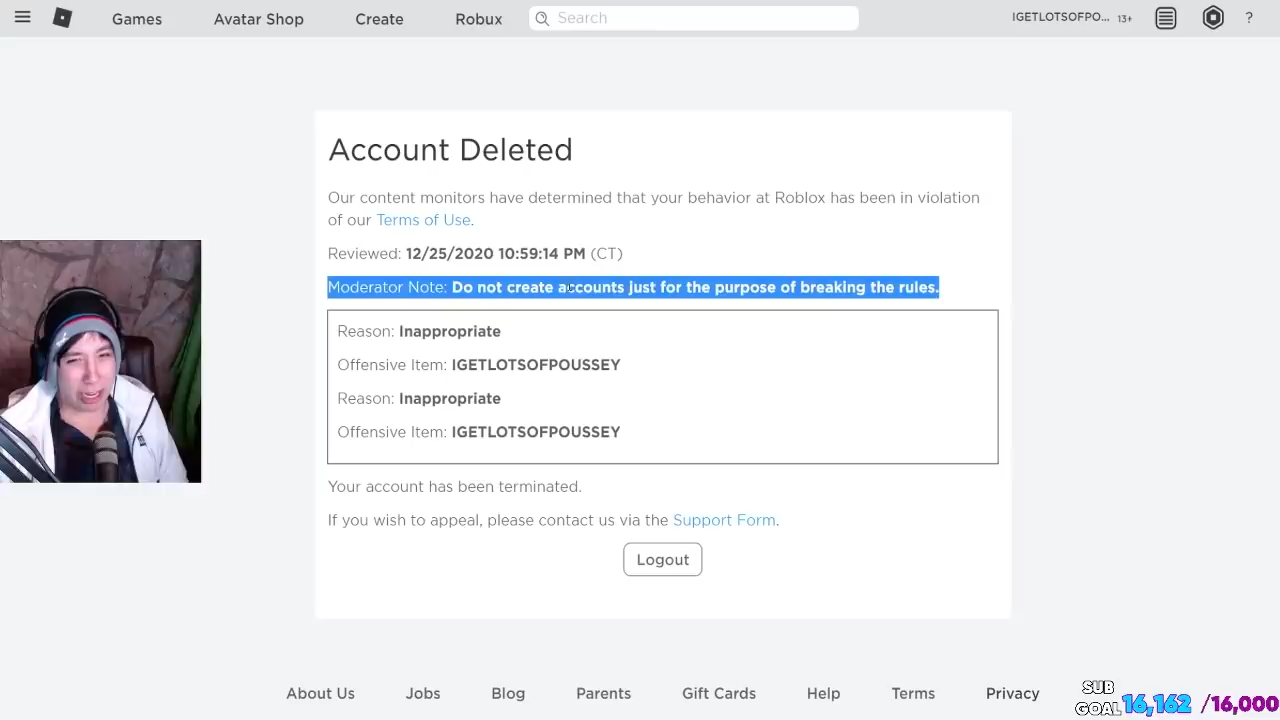 Games Avatar Shop Create Robux Search IGETLOTSOFPO... 13+ ?
Account Deleted
Our content monitors have determined that your behavior at Roblox has been in violation
of our Terms of Use.
Reviewed: 12/25/2020 10:59:14 PM (CT)
Moderator Note: Do not create accounts just for the purpose of breaking the rules.
Reason: Inappropriate
Offensive Item: IGETLOTSOFPOUSSEY
Reason: Inappropriate
Offensive Item: IGETLOTSOFPOUSSEY
Your account has been terminated.
If you wish to appeal, please contact us via the Support Form.
Logout
About Us Jobs Blog Parents Gift Cards Help Terms Privacy
SUB
GOAL 16,162 /16,000